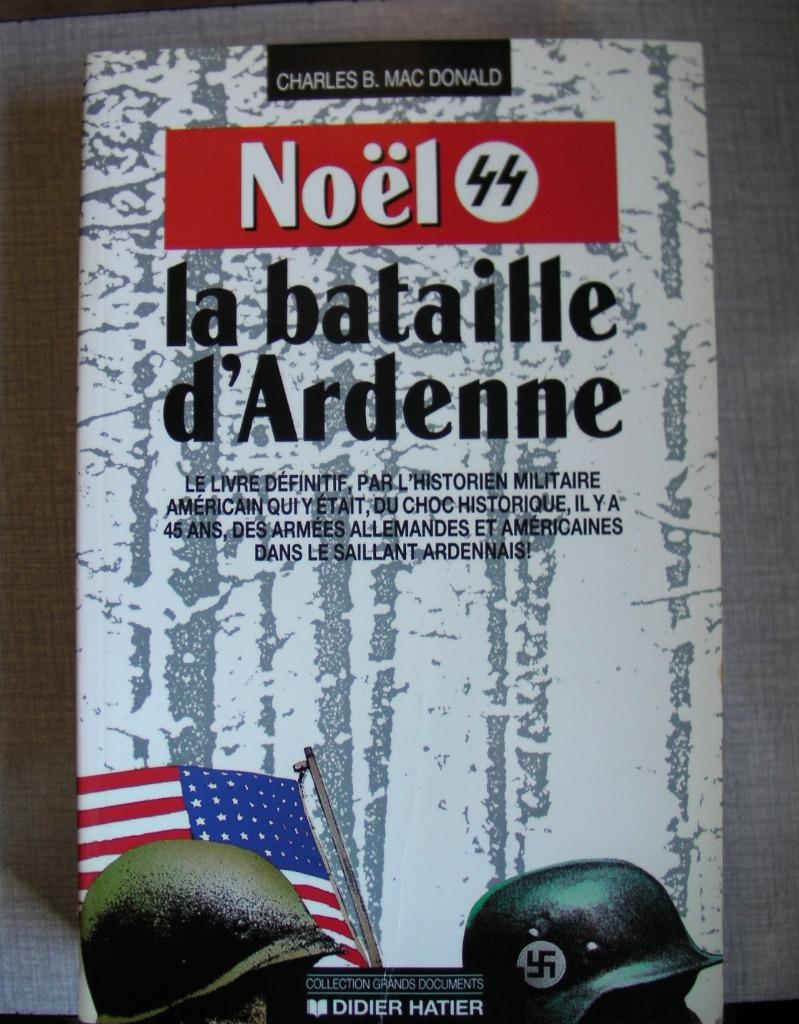 CHARLES B. MAC DONALD
Noël 44
la bataille
d'Ardenne
LE LIVRE DÉFINITIF, PAR L'HISTORIEN MILITAIRE
AMÉRICAIN QUI Y ÉTAIT, DU CHOC HISTORIQUE, IL Y A
45 ANS, DES ARMÉES ALLEMANDES ET AMÉRICAINES
DANS LE SAILLANT ARDENNAIS!
COLLECTION GRANDS DOCUMENTS
DIDIER HATIER